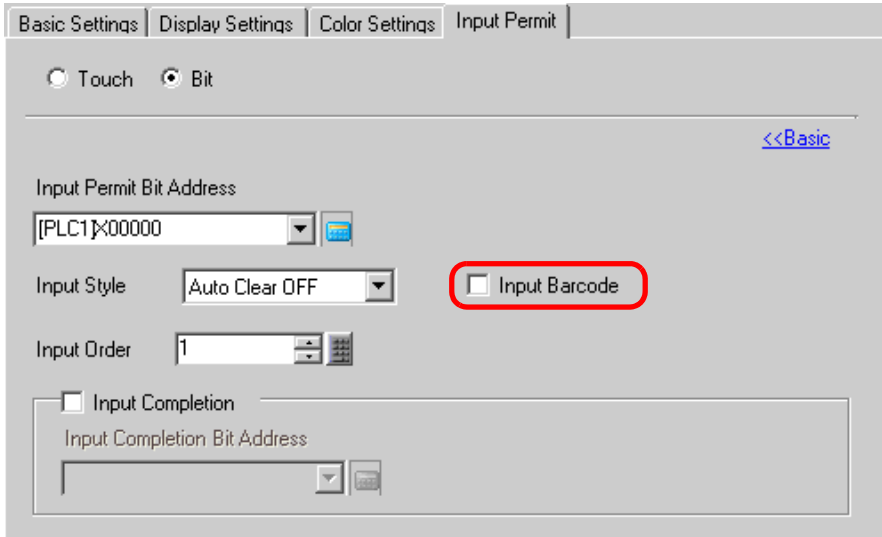 Basic Settings Display Settings Color Settings Input Permit
Touch Bit
<<Basic
Input Permit Bit Address
[PLC1]X00000
Input Style Auto Clear OFF Input Barcode
Input Order 1
Input Completion
Input Completion Bit Address